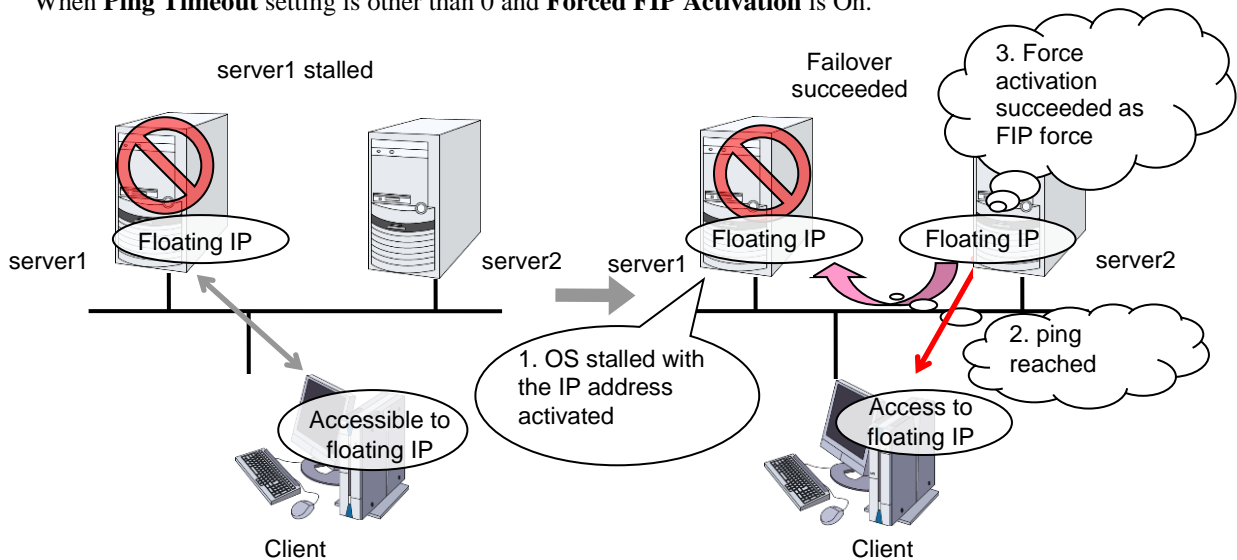 When Ping Timeout setting is other than 0 and Forced FIP Activation is On.
server1 stalled
Floating IP
server1
server2
Accessible to
floating IP
Client
Failover
succeeded
3. Force
activation
succeeded as
FIP force
Floating IP
Floating IP
server1
server2
1. OS stalled with
the IP address
activated
2. ping
reached
Access to
floating IP
Client